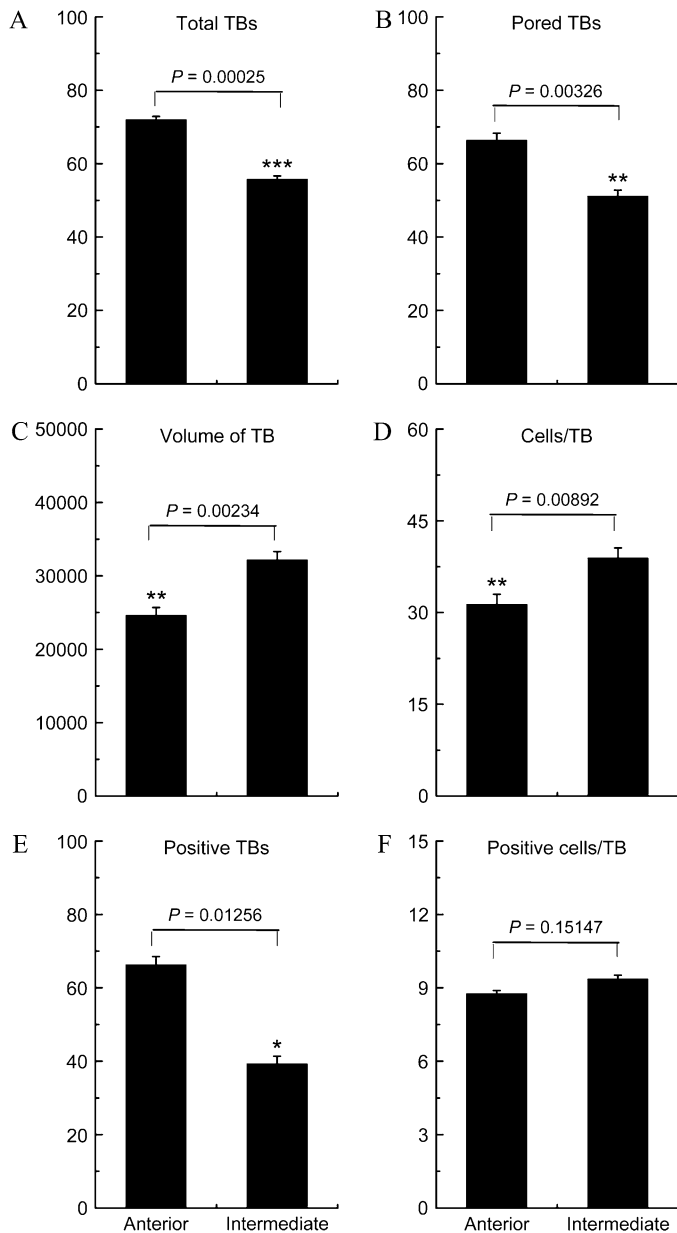 A
Total TBs
100
80
60
40
20
0
P = 0.00025
***
B
Pored TBs
100
80
60
40
20
0
P = 0.00326
**
C
Volume of TB
50000
40000
30000
20000
10000
0
P = 0.00234
**
D
Cells/TB
60
45
30
15
0
P = 0.00892
**
E
Positive TBs
100
80
60
40
20
0
P = 0.01256
*
Anterior
Intermediate
F
Positive cells/TB
15
12
9
6
3
0
P = 0.15147
Anterior
Intermediate